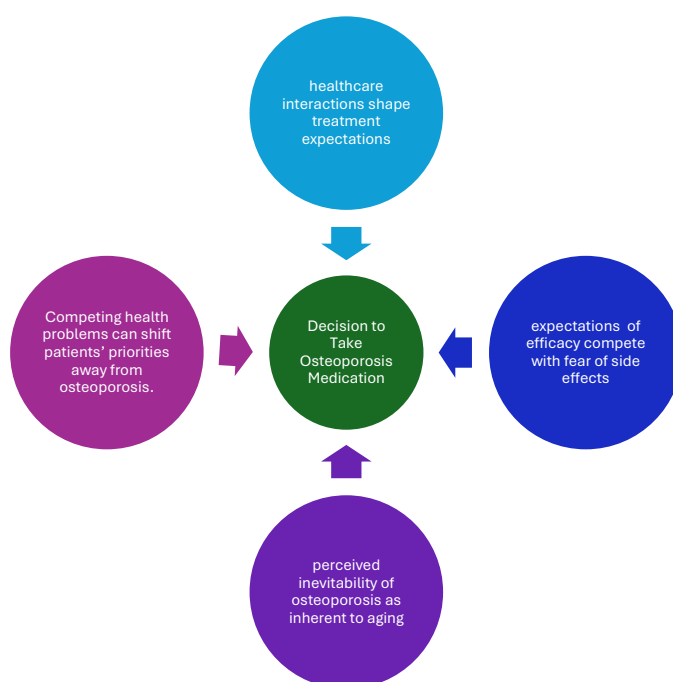 healthcare
interactions shape
treatment
expectations
Competing health
problems can shift
patients’ priorities
away from
osteoporosis.
Decision to
Take
Osteoporosis
Medication
expectations of
efficacy compete
with fear of side
effects
perceived
inevitability of
osteoporosis as
inherent to aging